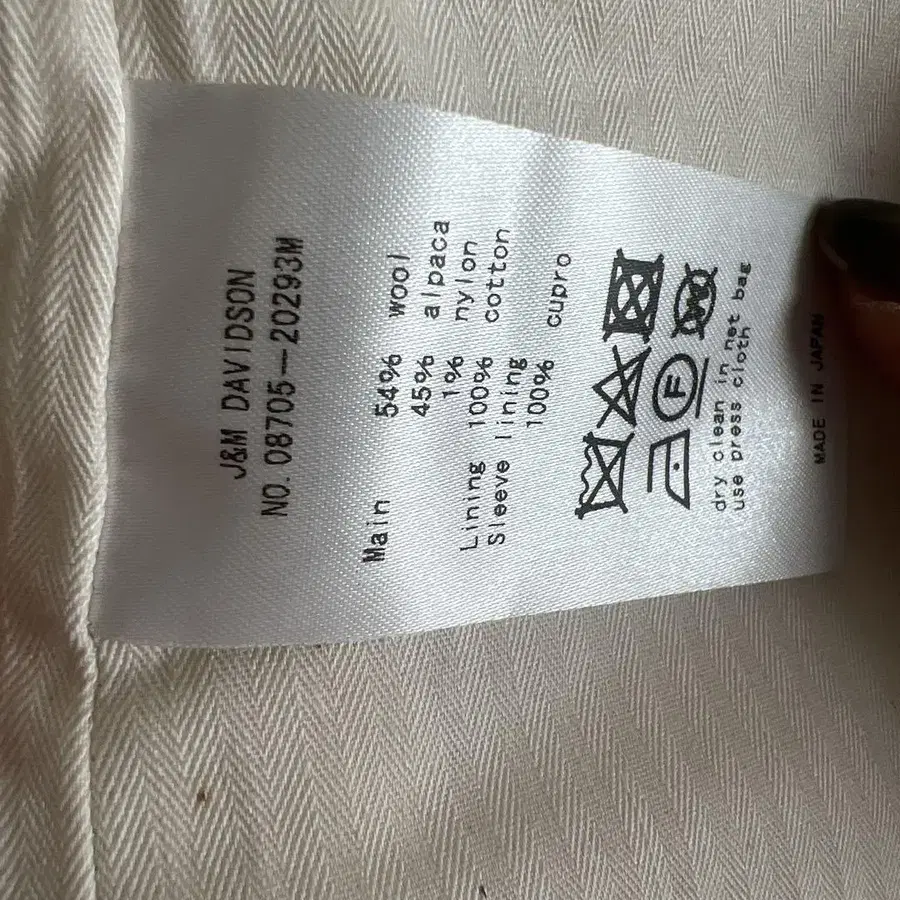 J&M DAVIDSON
NO. 08705-20293M
Main 54% wool
45% alpaca
1% nylon
Lining 100% cotton
Sleeve lining
100% cupro
F W
dry clean in net bag
use press cloth
MADE IN JAPAN